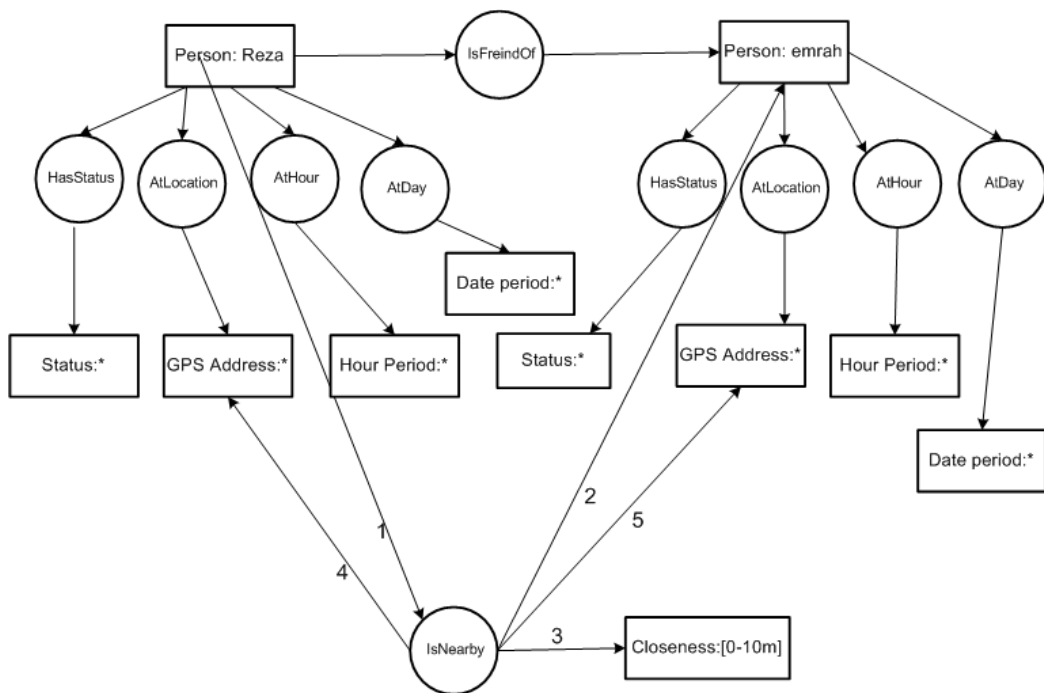 Person: Reza
IsFreindOf
Person: emrah
HasStatus
AtLocation
AtHour
AtDay
HasStatus
AtLocation
AtHour
AtDay
Date period:*
Status:*
GPS Address:*
Hour Period:*
Status:*
GPS Address:*
Hour Period:*
Date period:*
1
2
5
4
3
IsNearby
Closeness:[0-10m]